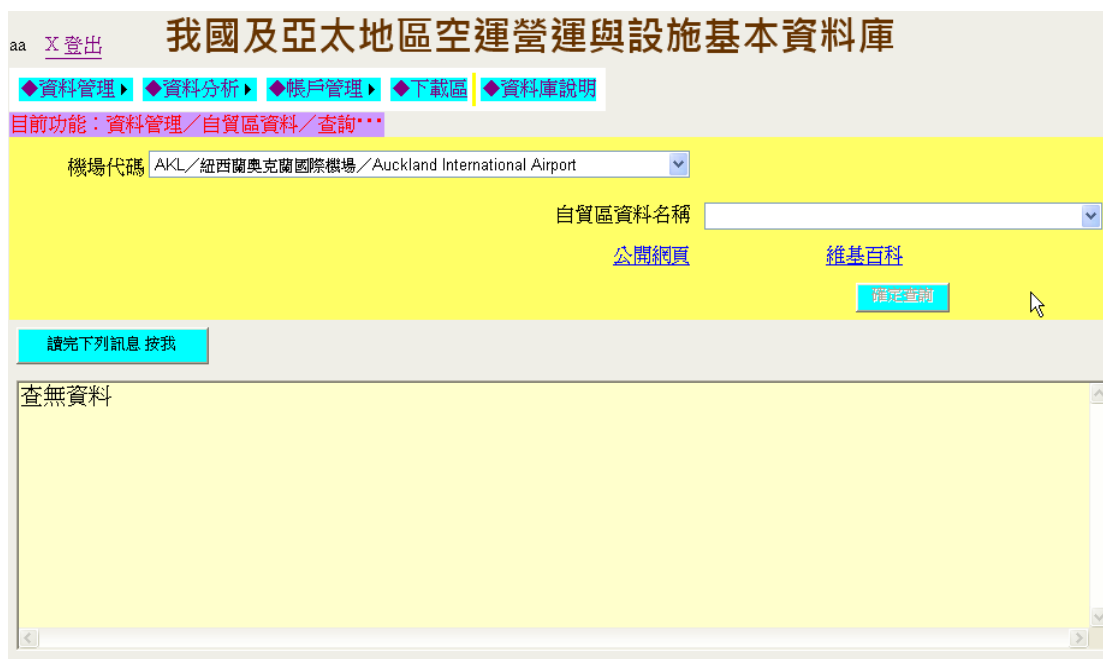 aa X 登出 我國及亞太地區空運營運與設施基本資料庫
◆資料管理▶ ◆資料分析▶ ◆帳戶管理▶ ◆下載區 ◆資料庫說明
目前功能：資料管理／自貿區資料／查詢•••
機場代碼 AKL／紐西蘭奧克蘭國際機場／Auckland International Airport
自貿區資料名稱
公開網頁 維基百科
確定查詢
讀完下列訊息 按我
查無資料